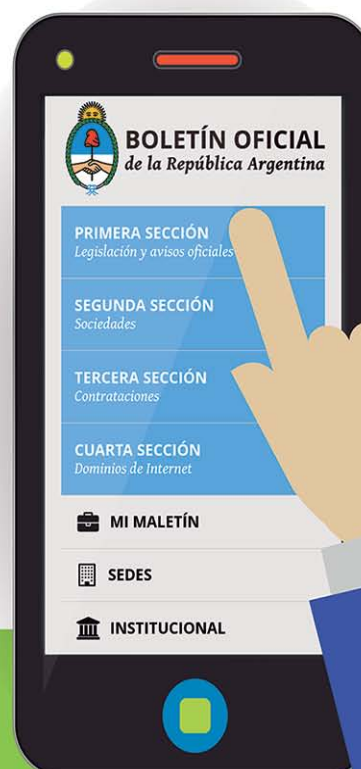 BOLETÍN OFICIAL
de la República Argentina
PRIMERA SECCIÓN
Legislación y avisos oficiales
SEGUNDA SECCIÓN
Sociedades
TERCERA SECCIÓN
Contrataciones
CUARTA SECCIÓN
Dominios de Internet
MI MALETÍN
SEDES
INSTITUCIONAL